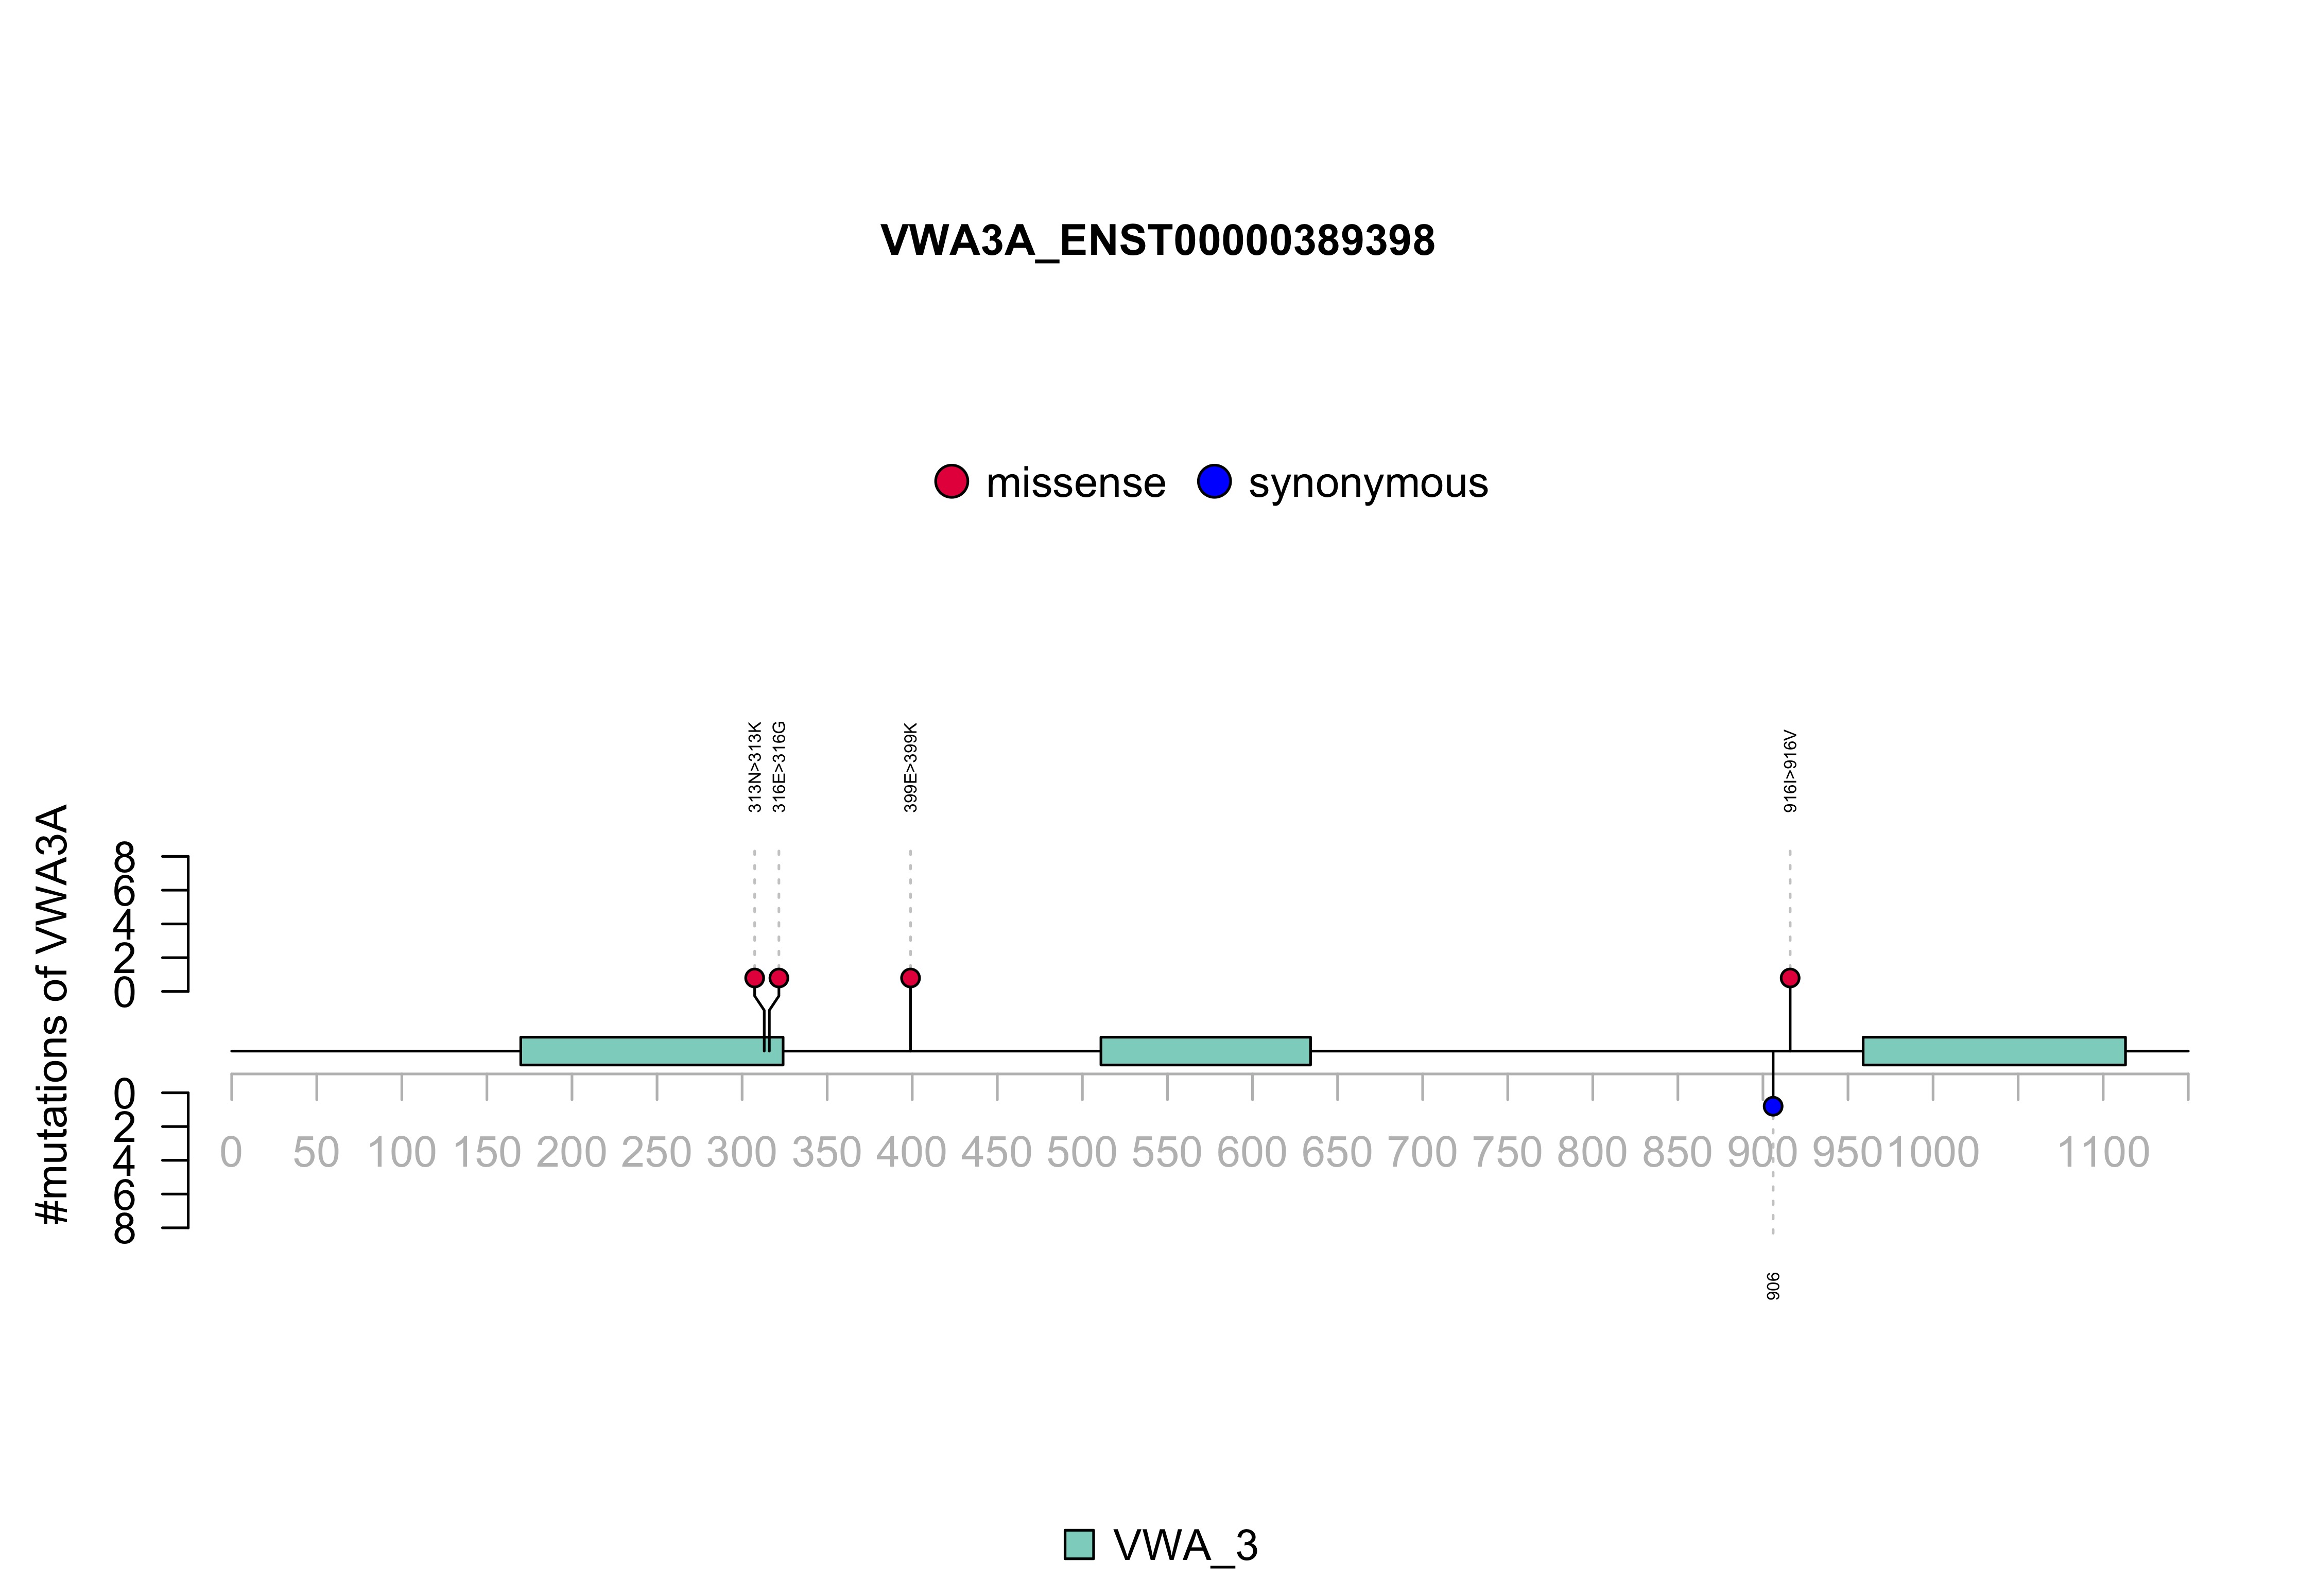 VWA3A_ENST00000389398
missense synonymous
313N>313K
316E>316G
399E>399K
916I>916V
#mutations of VWA3A
8
6
4
2
0
0
2
4
6
8
0 50 100 150 200 250 300 350 400 450 500 550 600 650 700 750 800 850 900 950 1000 1100
906
VWA_3